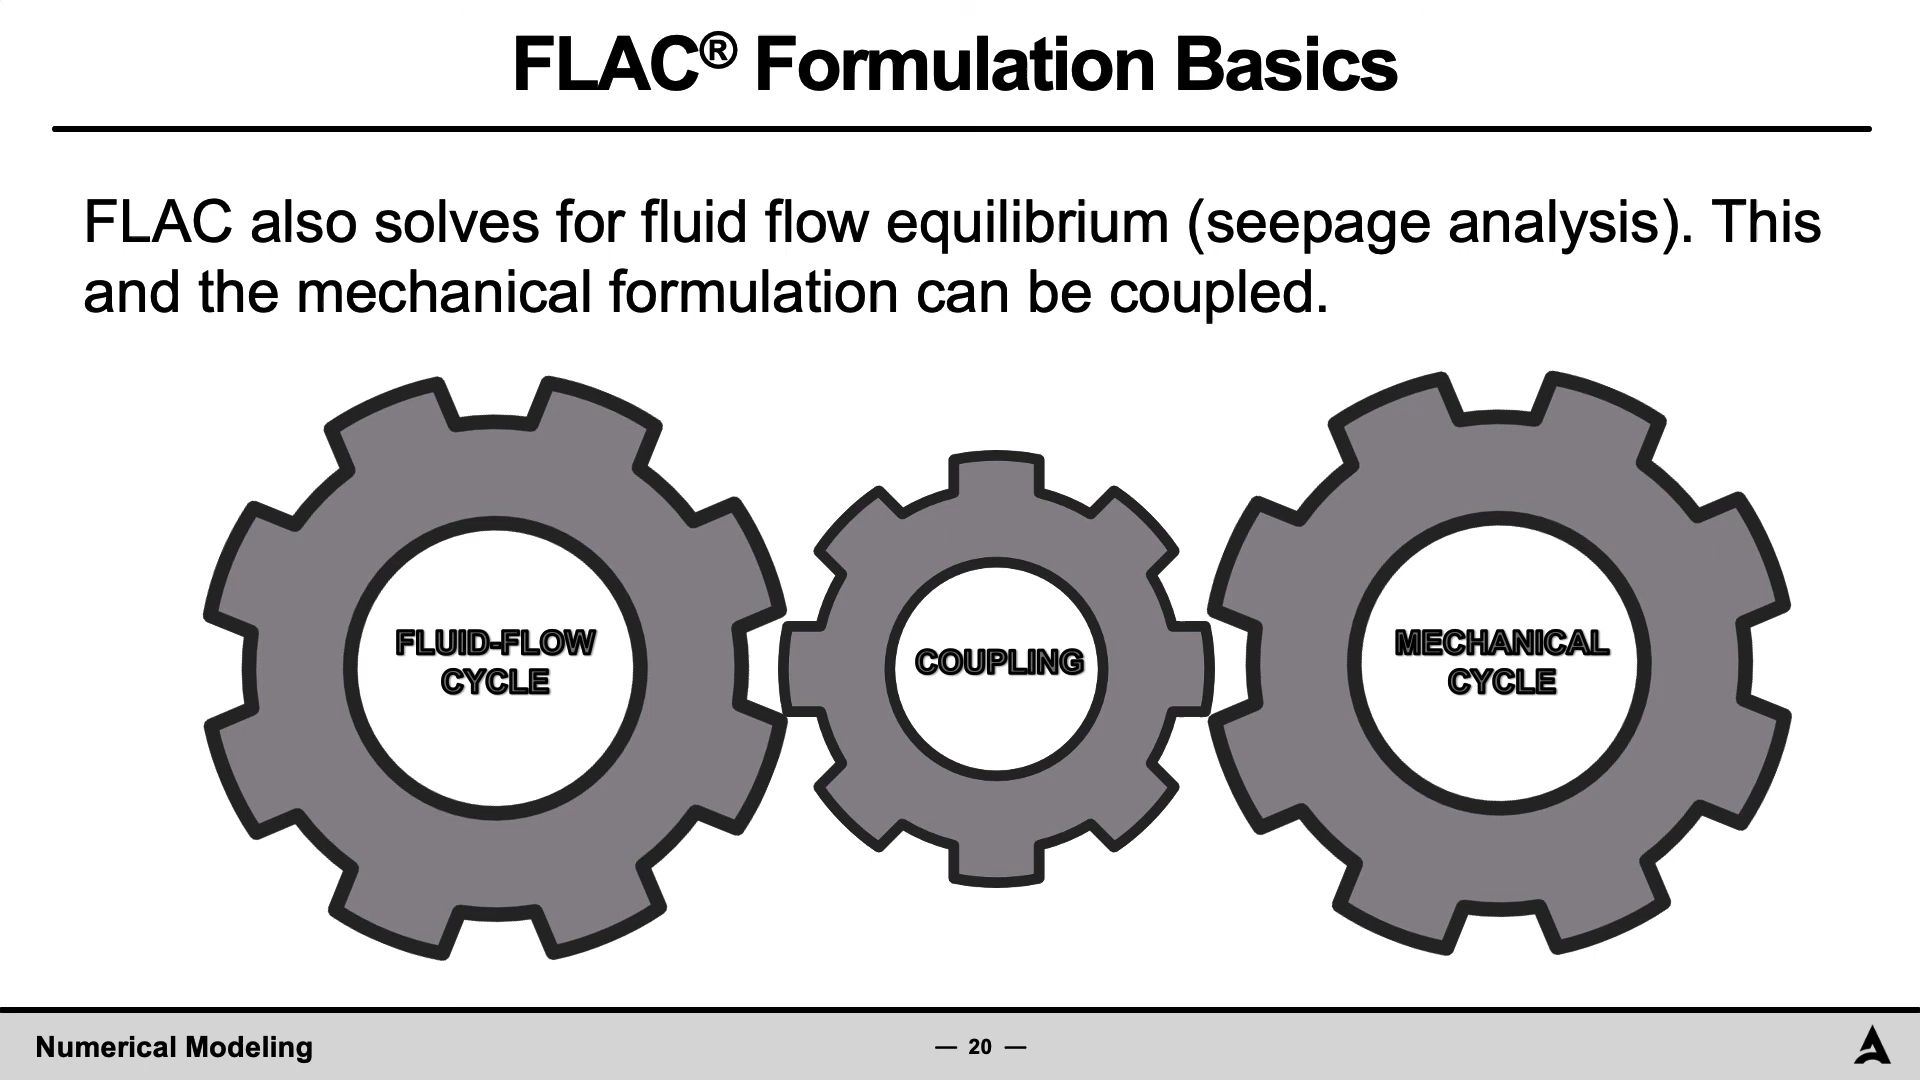 FLAC® Formulation Basics
FLAC also solves for fluid flow equilibrium (seepage analysis). This
and the mechanical formulation can be coupled.
FLUID-FLOW
CYCLE
COUPLING
MECHANICAL
CYCLE
Numerical Modeling
— 20 —